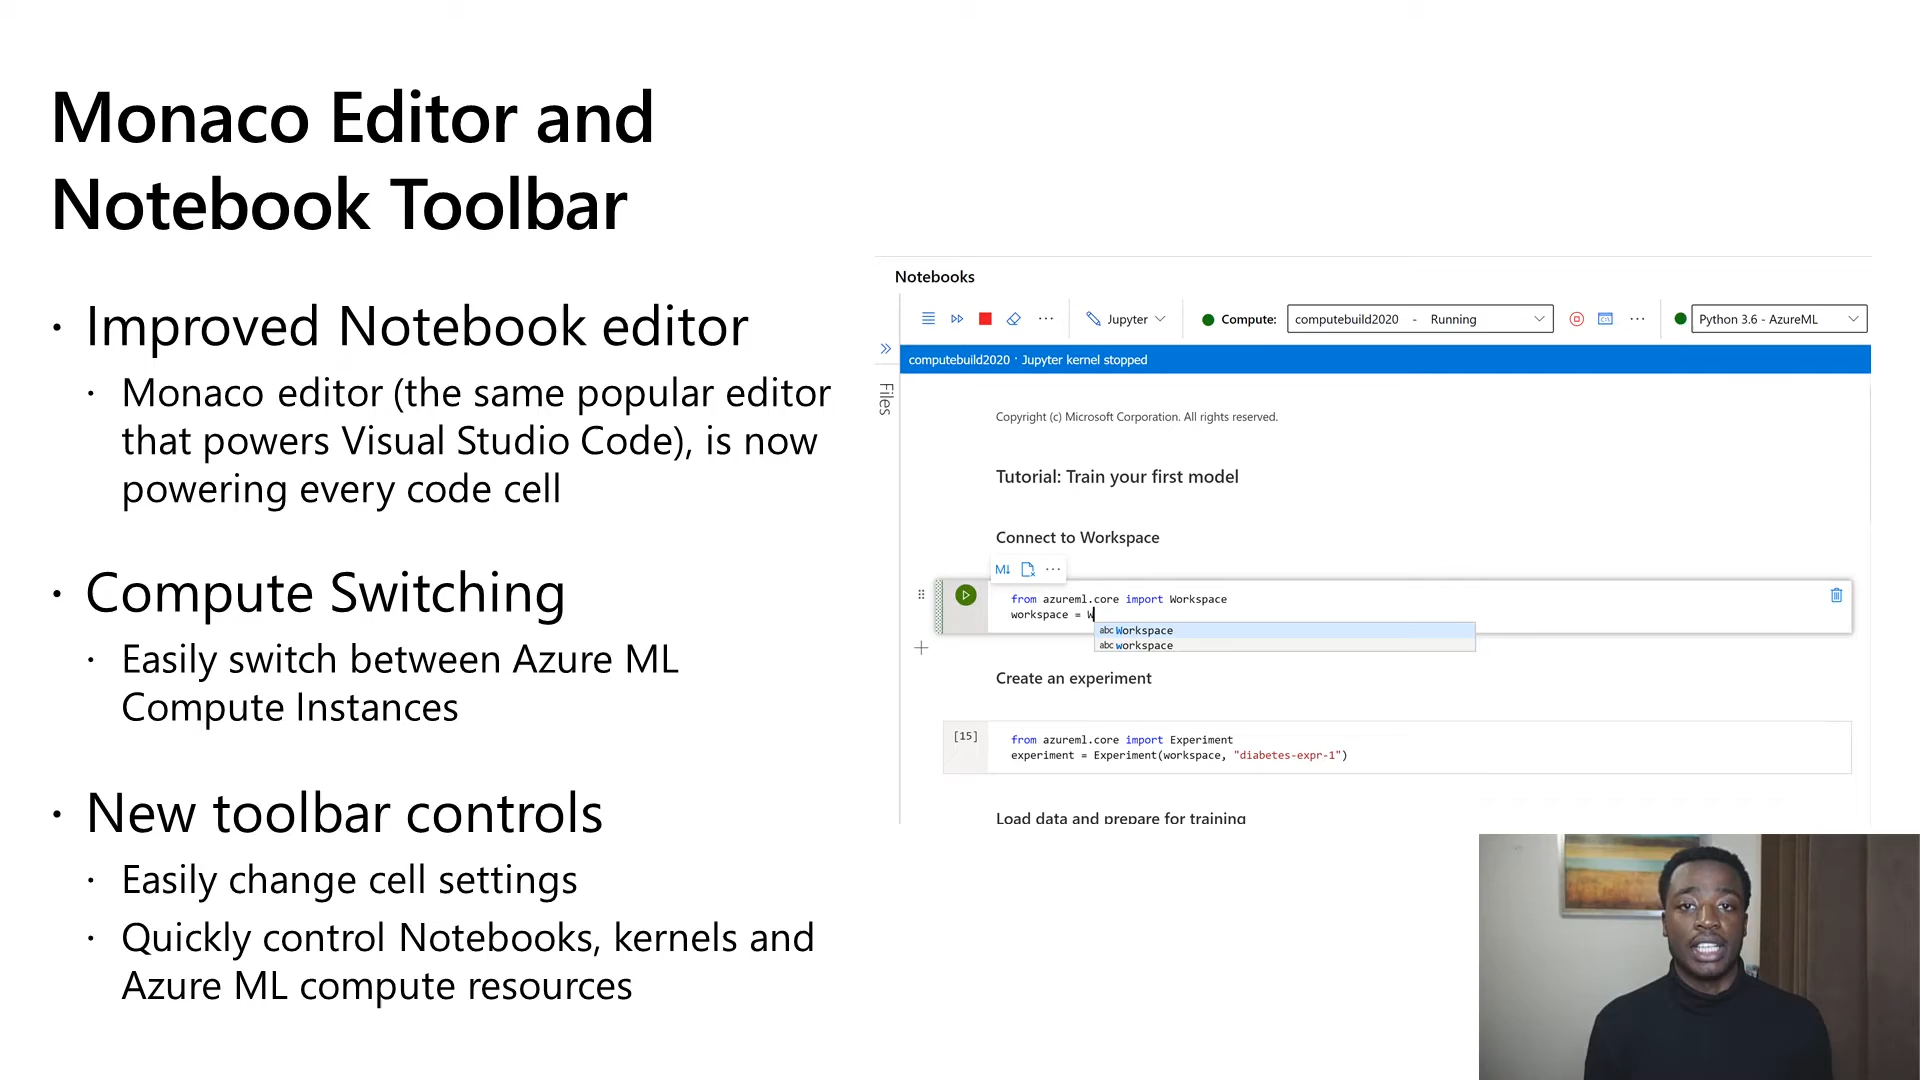 Monaco Editor and
Notebook Toolbar
· Improved Notebook editor
· Monaco editor (the same popular editor
that powers Visual Studio Code), is now
powering every code cell
· Compute Switching
· Easily switch between Azure ML
Compute Instances
· New toolbar controls
· Easily change cell settings
· Quickly control Notebooks, kernels and
Azure ML compute resources
Notebooks
Jupyter Compute: computebuild2020 - Running Python 3.6 - AzureML
computebuild2020 · Jupyter kernel stopped
Files
Copyright (c) Microsoft Corporation. All rights reserved.
Tutorial: Train your first model
Connect to Workspace
M↓ ···
from azureml.core import Workspace
workspace = W
abc Workspace
abc workspace
Create an experiment
[15]
from azureml.core import Experiment
experiment = Experiment(workspace, "diabetes-expr-1")
Load data and prepare for training